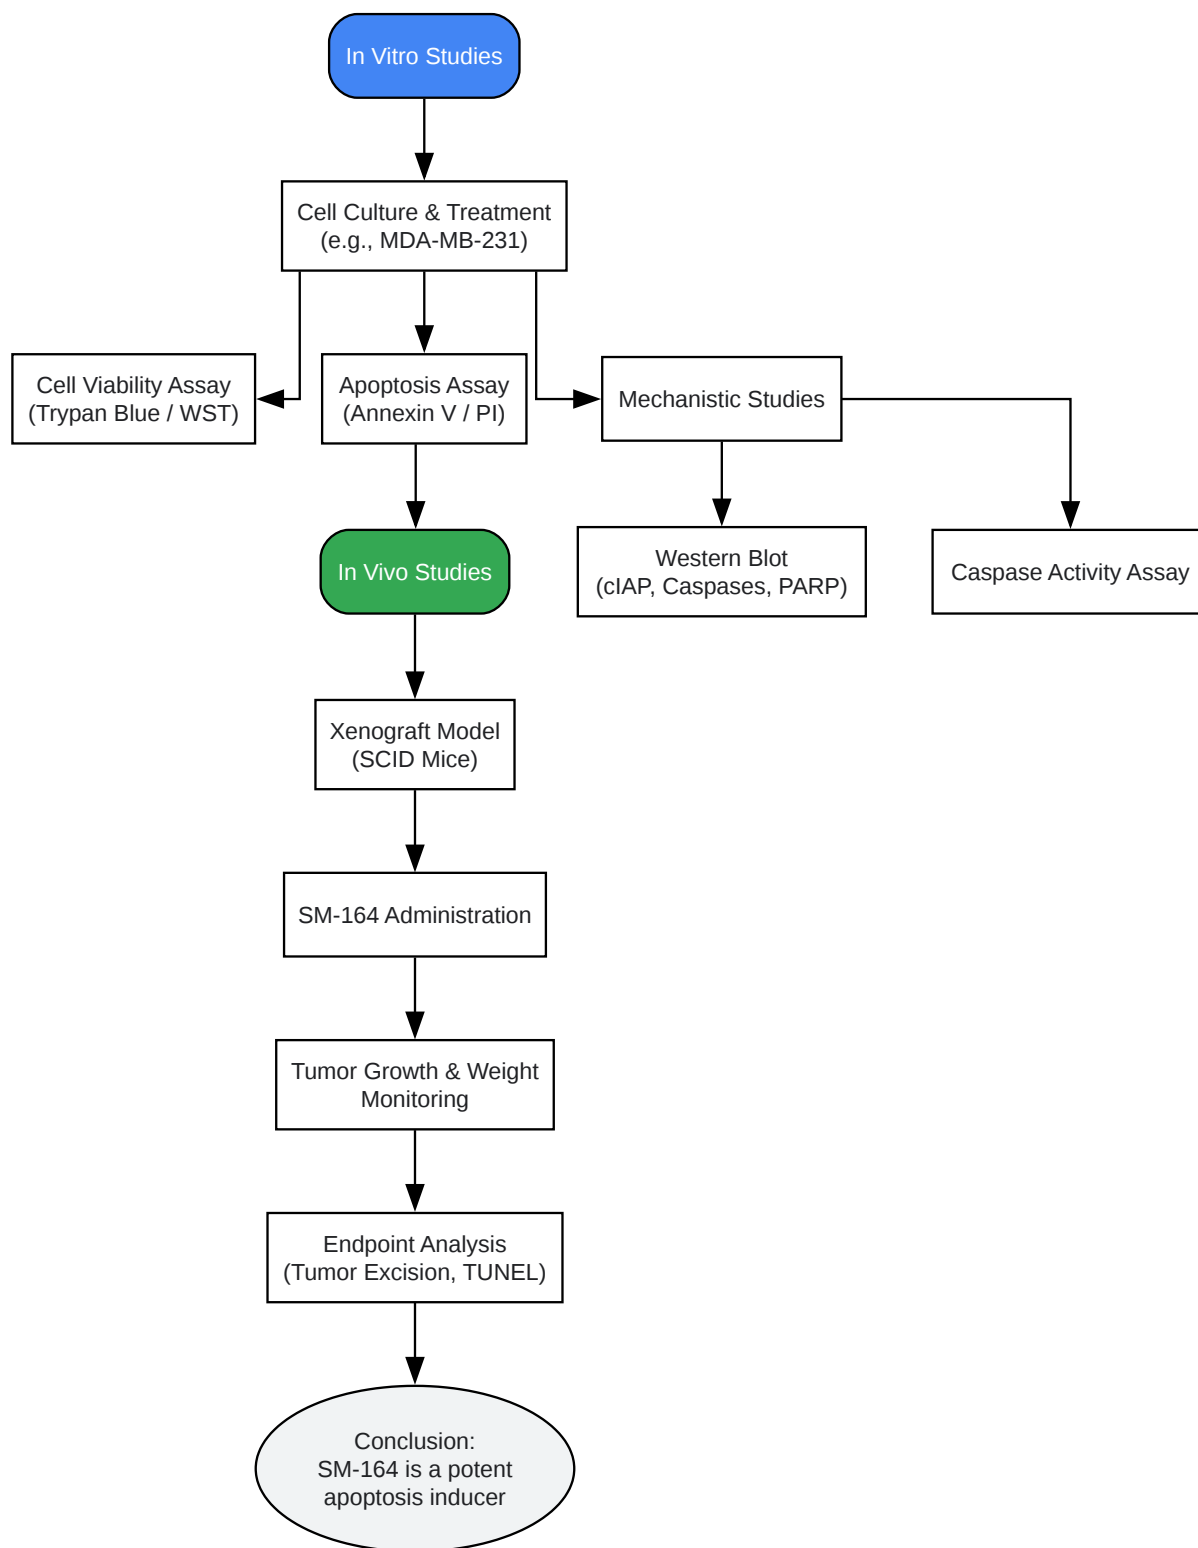 In Vitro Studies
Cell Culture & Treatment
(e.g., MDA-MB-231)
Cell Viability Assay
(Trypan Blue / WST)
Apoptosis Assay
(Annexin V / PI)
Mechanistic Studies
In Vivo Studies
Western Blot
(cIAP, Caspases, PARP)
Caspase Activity Assay
Xenograft Model
(SCID Mice)
SM-164 Administration
Tumor Growth & Weight
Monitoring
Endpoint Analysis
(Tumor Excision, TUNEL)
Conclusion:
SM-164 is a potent
apoptosis inducer